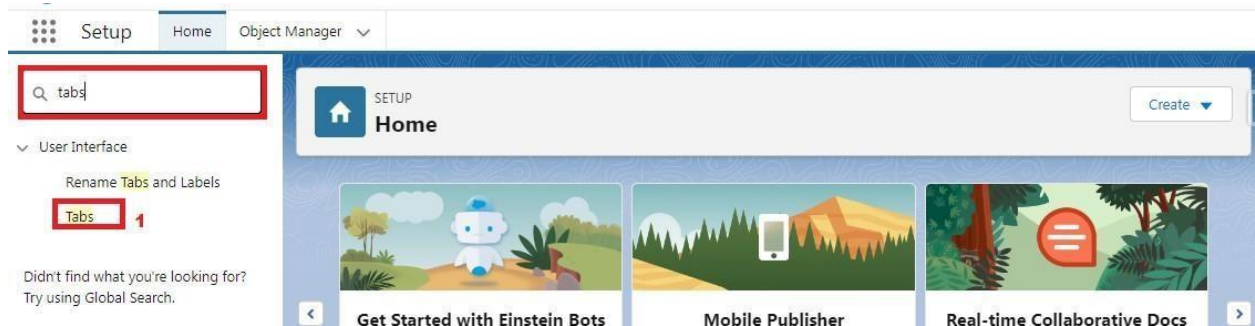 Setup Home Object Manager
tabs
User Interface
Rename Tabs and Labels
Tabs 1
Didn't find what you're looking for?
Try using Global Search.
SETUP
Home
Create
Get Started with Einstein Bots
Mobile Publisher
Real-time Collaborative Docs